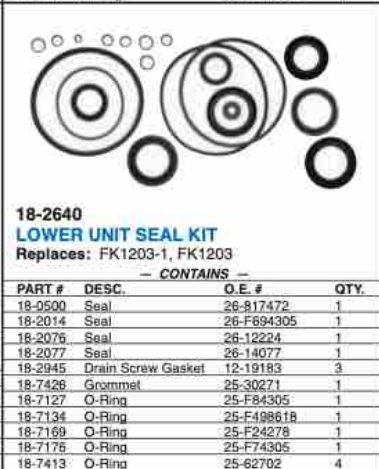 18-2640
LOWER UNIT SEAL KIT
Replaces: FK1203-1, FK1203
— CONTAINS —
PART # DESC. O.E. # QTY.
18-0500 Seal 26-817472 1
18-2014 Seal 26-F694305 1
18-2076 Seal 26-12224 1
18-2077 Seal 26-14077 1
18-2945 Drain Screw Gasket 12-19183 3
18-7426 Grommet 25-30271 1
18-7127 O-Ring 25-F84305 1
18-7134 O-Ring 25-F498618 1
18-7169 O-Ring 25-F24278 1
18-7176 O-Ring 25-F74305 1
18-7413 O-Ring 25-62702 4